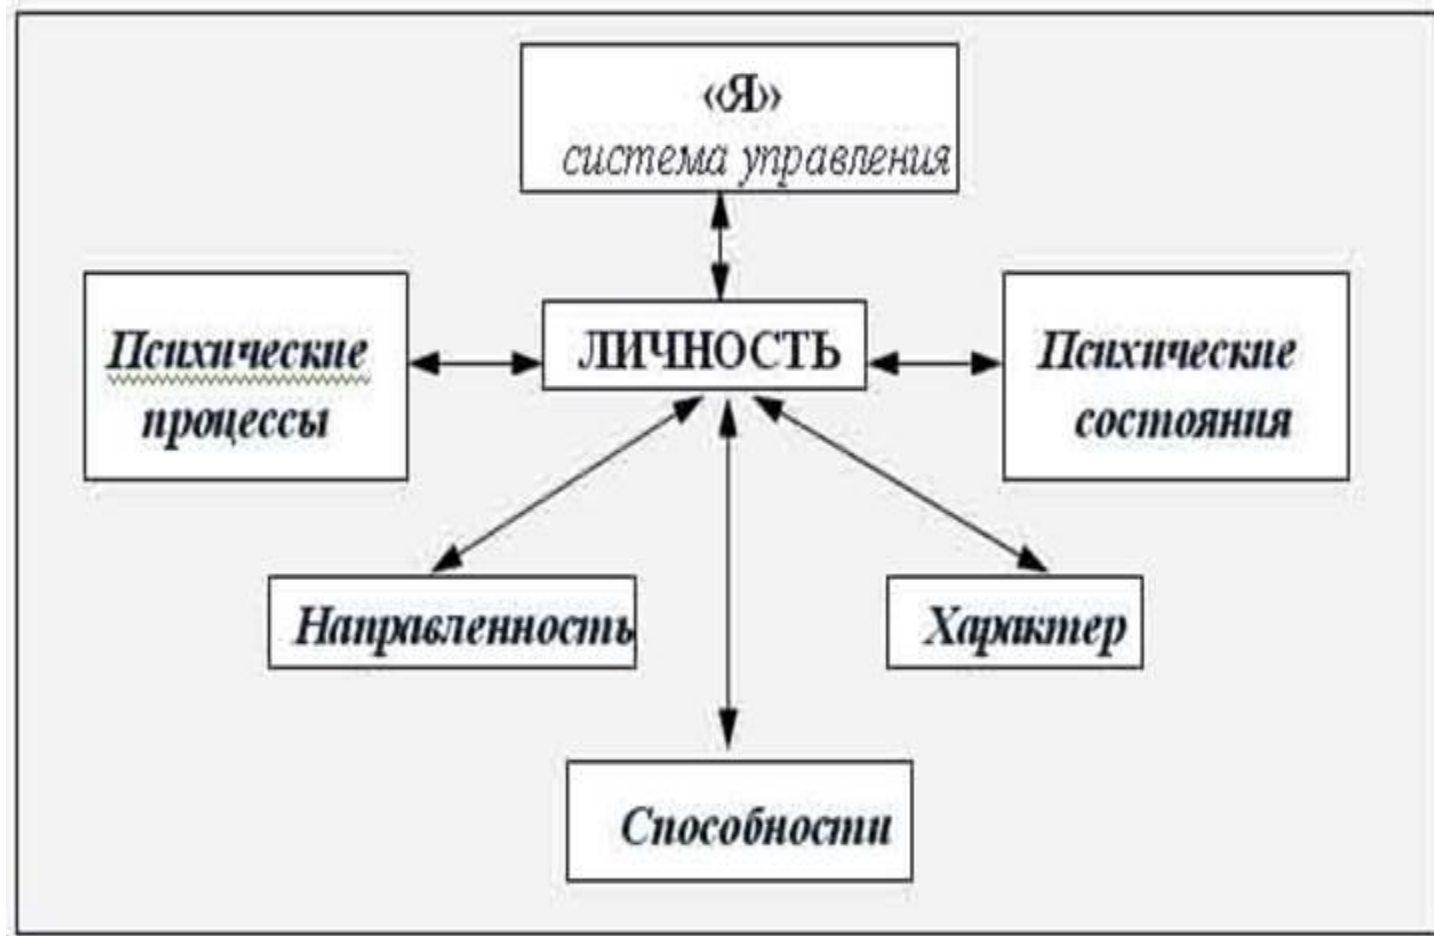 «Я»
система управления
Психические
процессы
ЛИЧНОСТЬ
Психические
состояния
Направленность
Характер
Способности